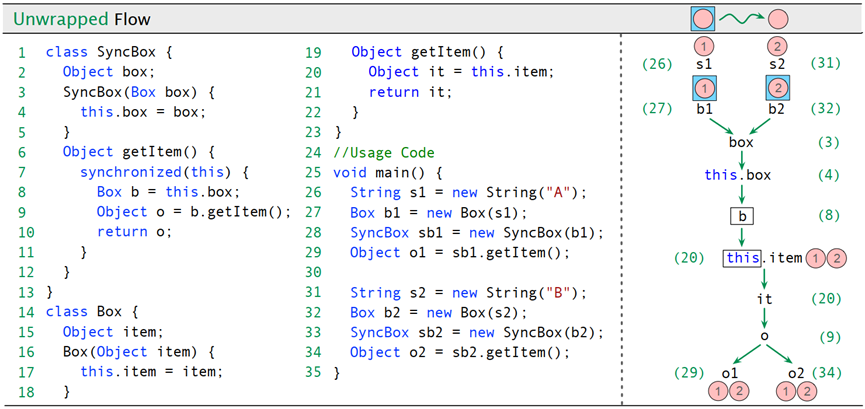 Unwrapped Flow
1 class SyncBox {
2 Object box;
3 SyncBox(Box box) {
4 this.box = box;
5 }
6 Object getItem() {
7 synchronized(this) {
8 Box b = this.box;
9 Object o = b.getItem();
10 return o;
11 }
12 }
13 }
14 class Box {
15 Object item;
16 Box(Object item) {
17 this.item = item;
18 }
19 Object getItem() {
20 Object it = this.item;
21 return it;
22 }
23 }
24 //Usage Code
25 void main() {
26 String s1 = new String("A");
27 Box b1 = new Box(s1);
28 SyncBox sb1 = new SyncBox(b1);
29 Object o1 = sb1.getItem();
30
31 String s2 = new String("B");
32 Box b2 = new Box(s2);
33 SyncBox sb2 = new SyncBox(b2);
34 Object o2 = sb2.getItem();
35 }
1 2
(26) s1 s2 (31)
1 2
(27) b1 b2 (32)
box (3)
this.box (4)
b (8)
(20) this.item 1 2
it (20)
o (9)
(29) o1 o2 (34)
1 2 1 2